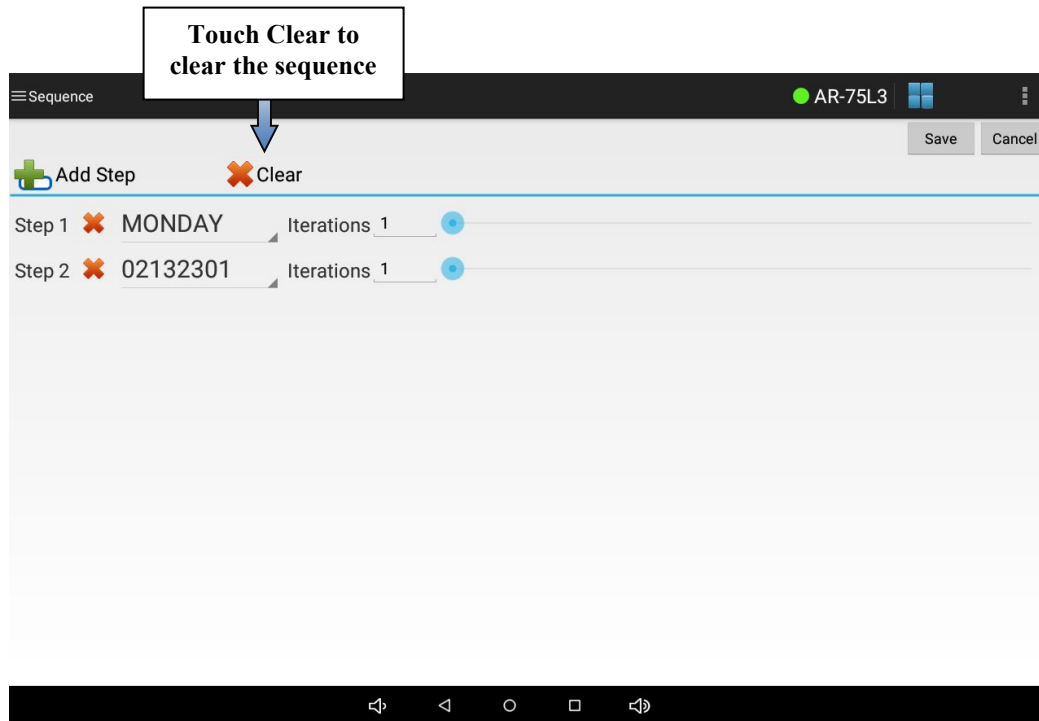 Touch Clear to
clear the sequence
Sequence
AR-75L3
Save Cancel
Add Step Clear
Step 1 MONDAY Iterations 1
Step 2 02132301 Iterations 1